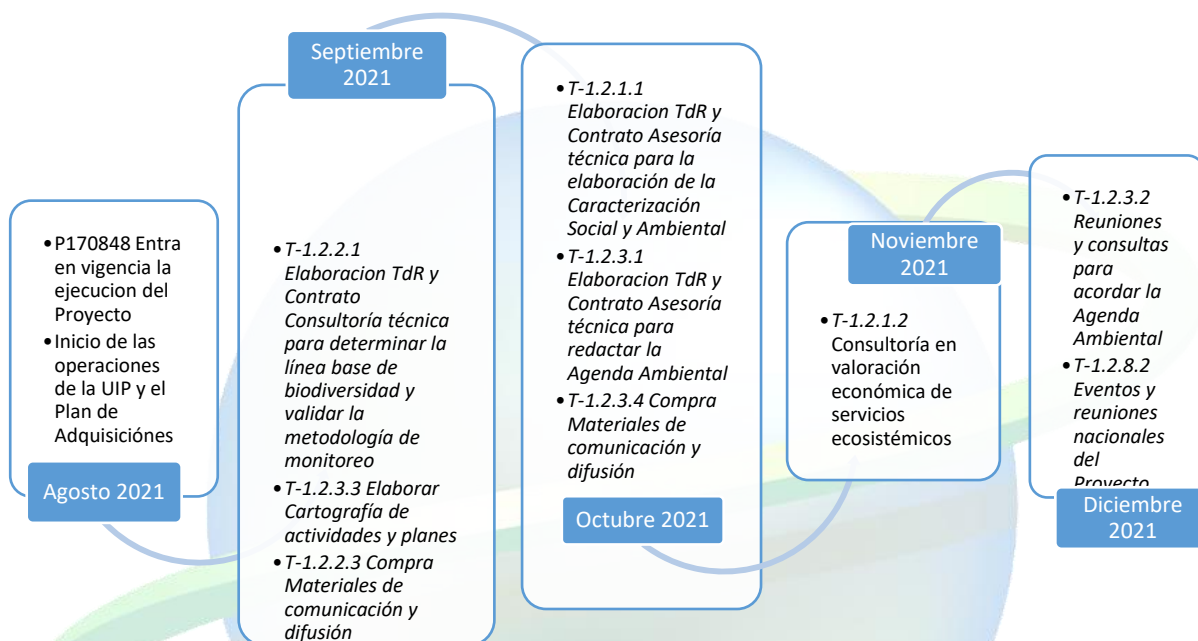 Agosto 2021
•P170848 Entra
en vigencia la
ejecucion del
Proyecto
•Inicio de las
operaciones
de la UIP y el
Plan de
Adquisiciónes
Septiembre
2021
•T-1.2.2.1
Elaboracion TdR y
Contrato
Consultoría técnica
para determinar la
línea base de
biodiversidad y
validar la
metodología de
monitoreo
•T-1.2.3.3 Elaborar
Cartografía de
actividades y planes
•T-1.2.2.3 Compra
Materiales de
comunicación y
difusión
•T-1.2.1.1
Elaboracion TdR y
Contrato Asesoría
técnica para la
elaboración de la
Caracterización
Social y Ambiental
•T-1.2.3.1
Elaboracion TdR y
Contrato Asesoría
técnica para
redactar la
Agenda Ambiental
•T-1.2.3.4 Compra
Materiales de
comunicación y
difusión
Octubre 2021
Noviembre
2021
•T-1.2.1.2
Consultoría en
valoración
económica de
servicios
ecosistémicos
•T-1.2.3.2
Reuniones
y consultas
para
acordar la
Agenda
Ambiental
•T-1.2.8.2
Eventos y
reuniones
nacionales
del
Proyecto
Diciembre
2021